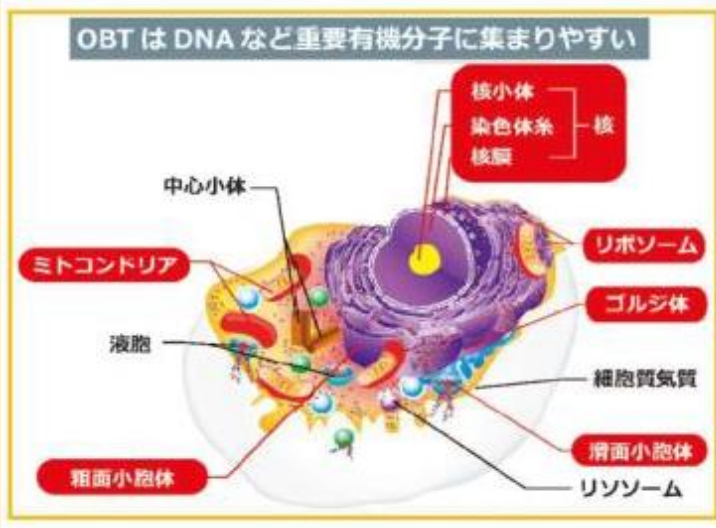 OBT は DNA など重要有機分子に集まりやすい
核小体
染色体糸
核膜
核
中心小体
リボソーム
ミトコンドリア
ゴルジ体
液胞
細胞質気質
滑面小胞体
粗面小胞体
リソソーム